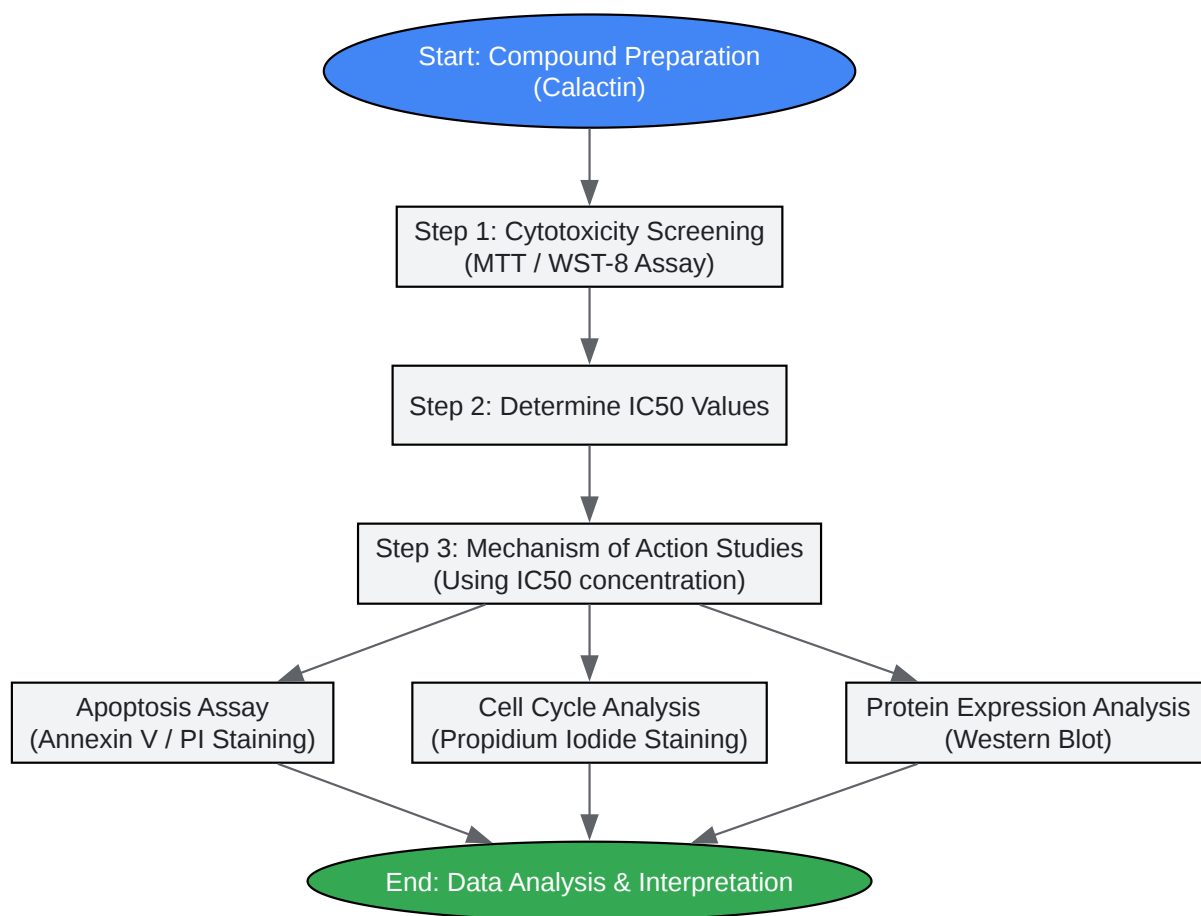 Start: Compound Preparation
(Calactin)
Step 1: Cytotoxicity Screening
(MTT / WST-8 Assay)
Step 2: Determine IC50 Values
Step 3: Mechanism of Action Studies
(Using IC50 concentration)
Apoptosis Assay
(Annexin V / PI Staining)
Cell Cycle Analysis
(Propidium Iodide Staining)
Protein Expression Analysis
(Western Blot)
End: Data Analysis & Interpretation